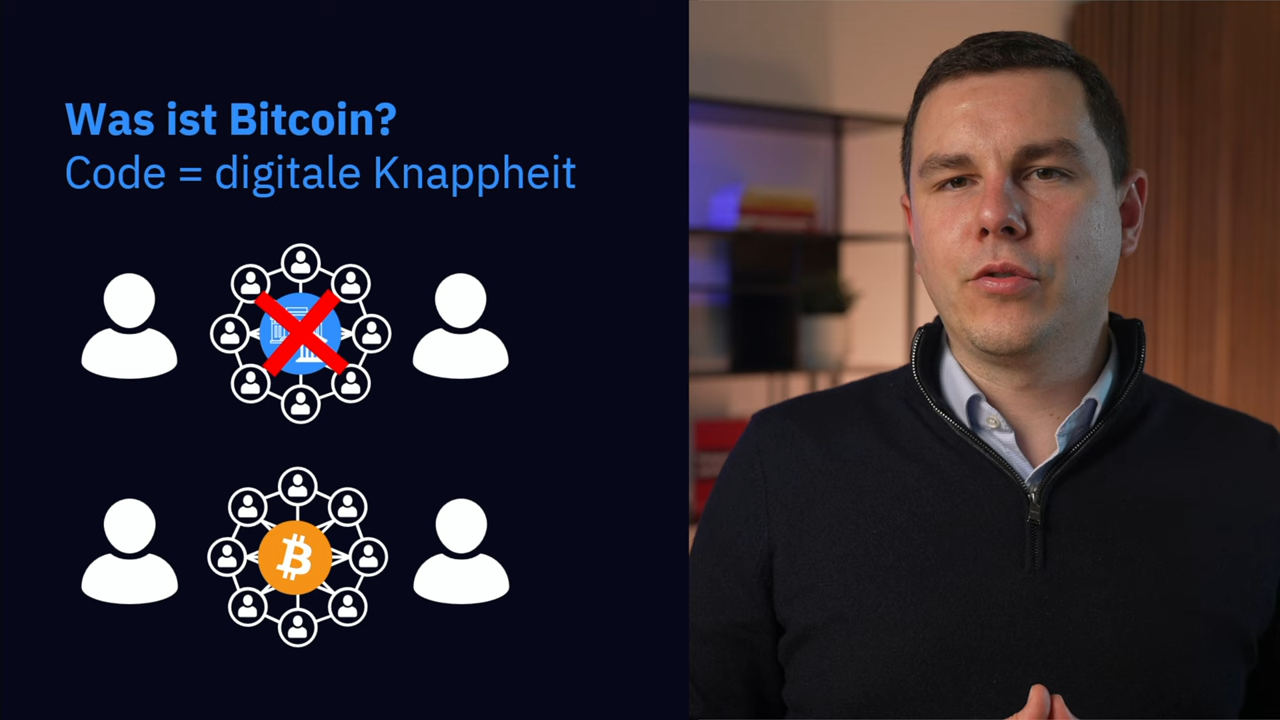 Was ist Bitcoin?
Code = digitale Knappheit